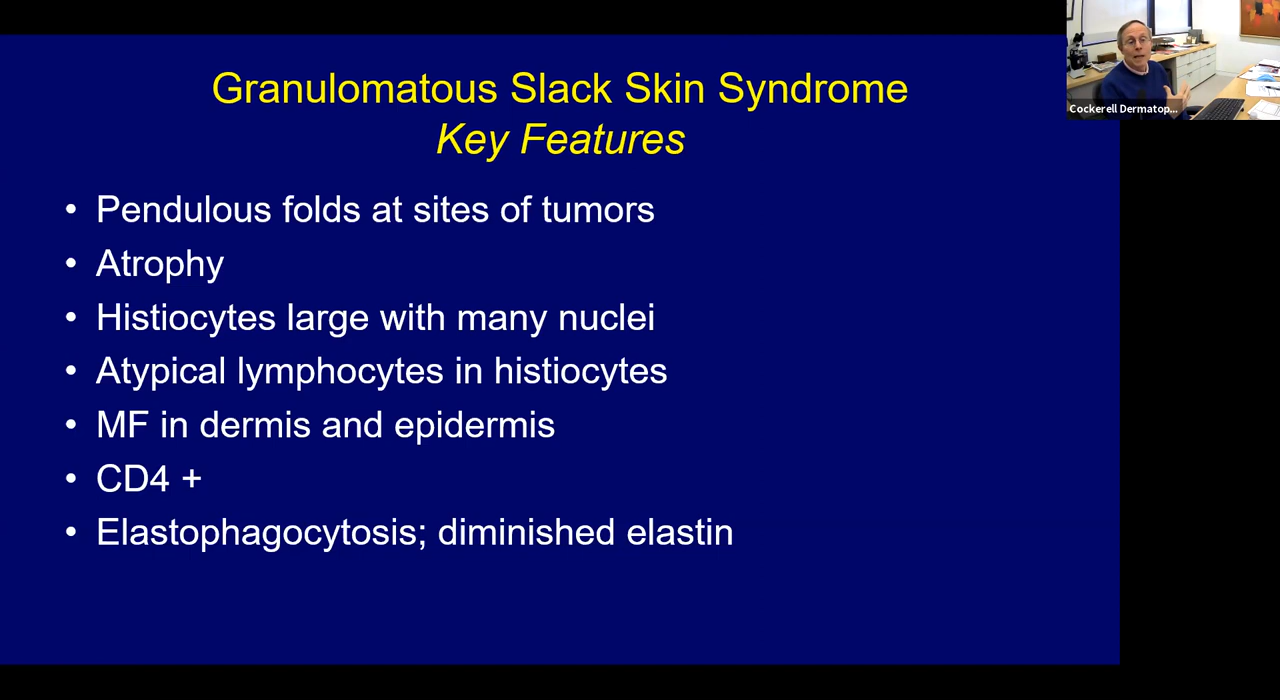 Granulomatous Slack Skin Syndrome
Key Features
• Pendulous folds at sites of tumors
• Atrophy
• Histiocytes large with many nuclei
• Atypical lymphocytes in histiocytes
• MF in dermis and epidermis
• CD4 +
• Elastophagocytosis; diminished elastin
Cockerell Dermatop...